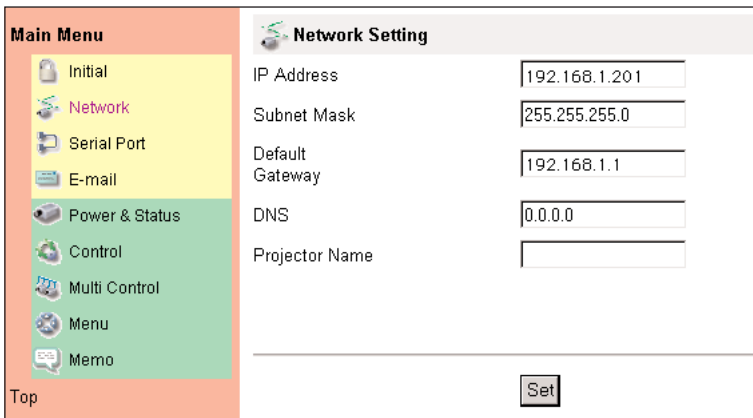 Main Menu
Initial
Network
Serial Port
E-mail
Power & Status
Control
Multi Control
Menu
Memo
Top
Network Setting
IP Address 192.168.1.201
Subnet Mask 255.255.255.0
Default
Gateway 192.168.1.1
DNS 0.0.0.0
Projector Name
Set